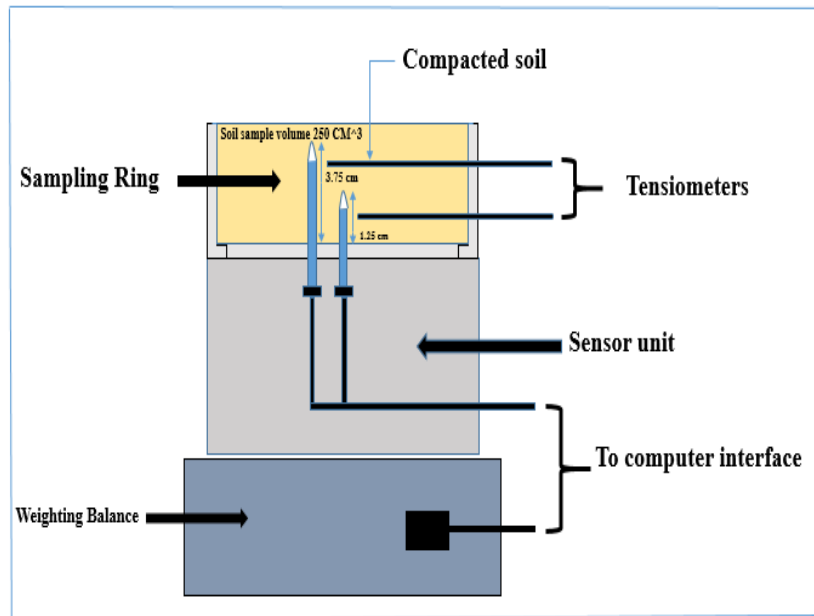 Compacted soil
Soil sample volume 250 CM^3
Sampling Ring
3.75 cm
Tensiometers
1.25 cm
Sensor unit
To computer interface
Weighting Balance